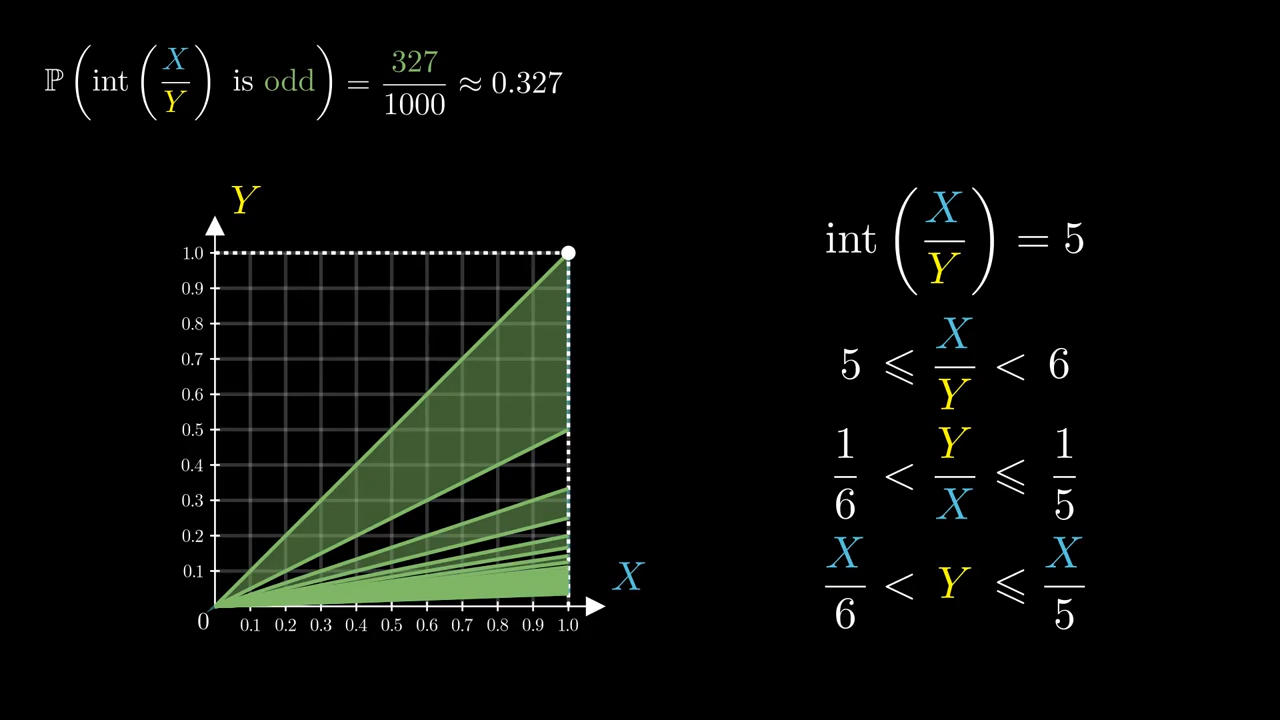 ℙ(int(X/Y) is odd) = 327/1000 ≈ 0.327
Y
1.0
0.9
0.8
0.7
0.6
0.5
0.4
0.3
0.2
0.1
0
0.1 0.2 0.3 0.4 0.5 0.6 0.7 0.8 0.9 1.0
X
int(X/Y) = 5
5 ⩽ X/Y < 6
1/6 < Y/X ⩽ 1/5
X/6 < Y ⩽ X/5